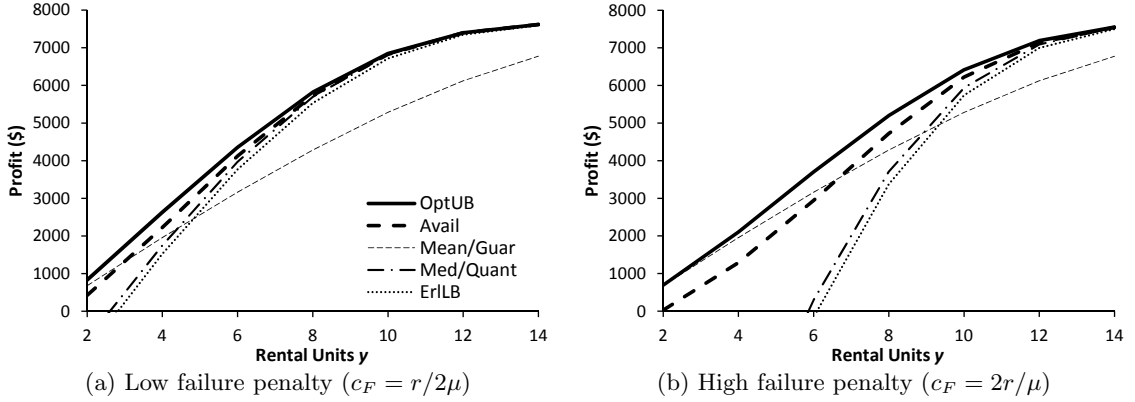 8000
7000
6000
5000
4000
3000
2000
1000
0
Profit ($)
2 4 6 8 10 12 14
Rental Units y
OptUB
Avail
Mean/Guar
Med/Quant
ErlLB
(a) Low failure penalty (c_F = r/2μ)
8000
7000
6000
5000
4000
3000
2000
1000
0
Profit ($)
2 4 6 8 10 12 14
Rental Units y
(b) High failure penalty (c_F = 2r/μ)